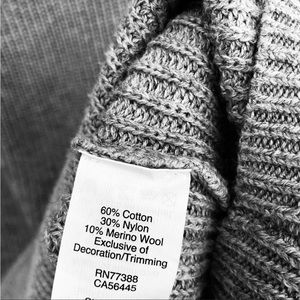 60% Cotton
30% Nylon
10% Merino Wool
Exclusive of
Decoration/Trimming
RN77388
CA56445